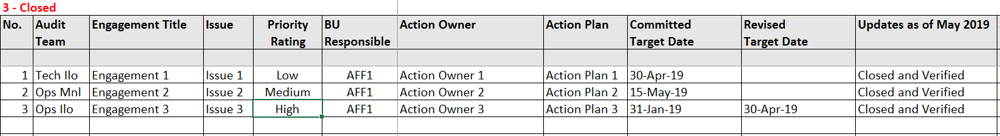 3 - Closed
No. Audit Engagement Title Issue Priority BU Action Owner Action Plan Committed Revised Updates as of May 2019
Team Rating Responsible Target Date Target Date
1 Tech Ilo Engagement 1 Issue 1 Low AFF1 Action Owner 1 Action Plan 1 30-Apr-19 Closed and Verified
2 Ops Mnl Engagement 2 Issue 2 Medium AFF1 Action Owner 2 Action Plan 2 15-May-19 Closed and Verified
3 Ops Ilo Engagement 3 Issue 3 High AFF1 Action Owner 3 Action Plan 3 31-Jan-19 30-Apr-19 Closed and Verified